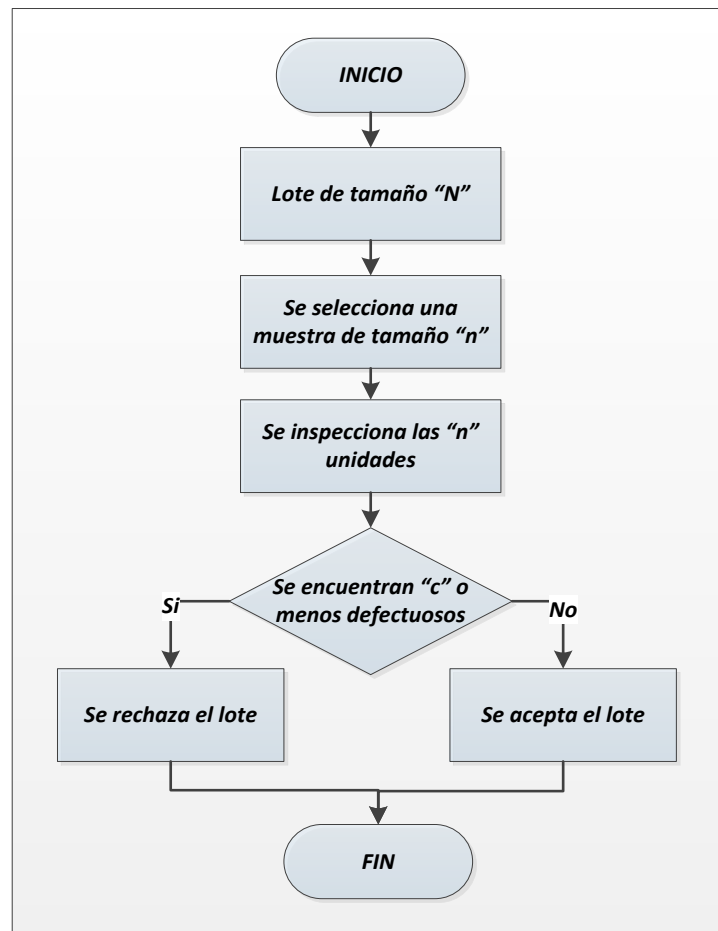 INICIO
Lote de tamaño “N”
Se selecciona una
muestra de tamaño “n”
Se inspecciona las “n”
unidades
Se encuentran “c” o
menos defectuosos
Si
No
Se rechaza el lote
Se acepta el lote
FIN